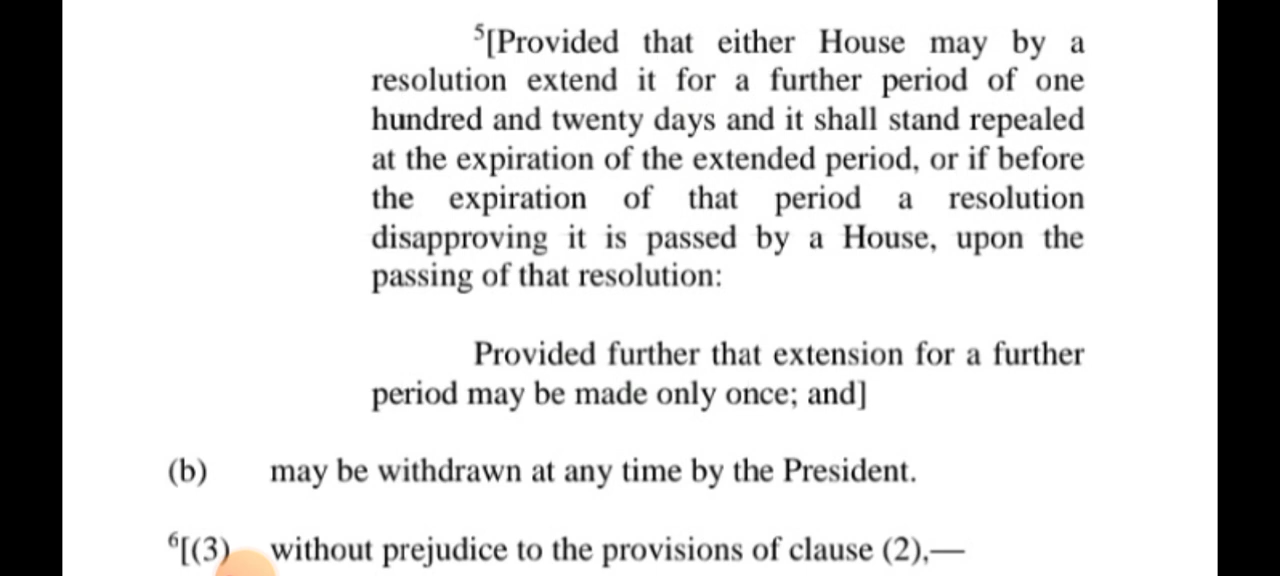 ⁵[Provided that either House may by a
resolution extend it for a further period of one
hundred and twenty days and it shall stand repealed
at the expiration of the extended period, or if before
the expiration of that period a resolution
disapproving it is passed by a House, upon the
passing of that resolution:
Provided further that extension for a further
period may be made only once; and]
(b) may be withdrawn at any time by the President.
⁶[(3) without prejudice to the provisions of clause (2),—